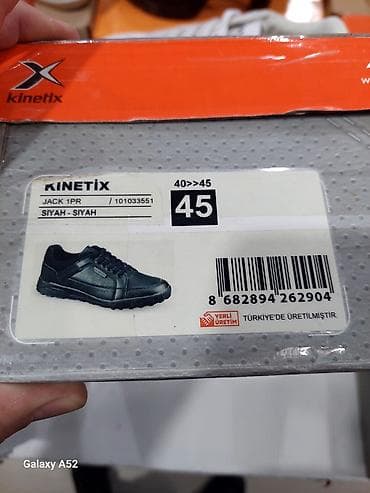 kinetix
KINETIX
40>>45
JACK 1PR / 101033551
45
SIYAH - SIYAH
8 682894 262904
YERLİ ÜRETİM
TÜRKİYE'DE ÜRETİLMİŞTİR.
Galaxy A52